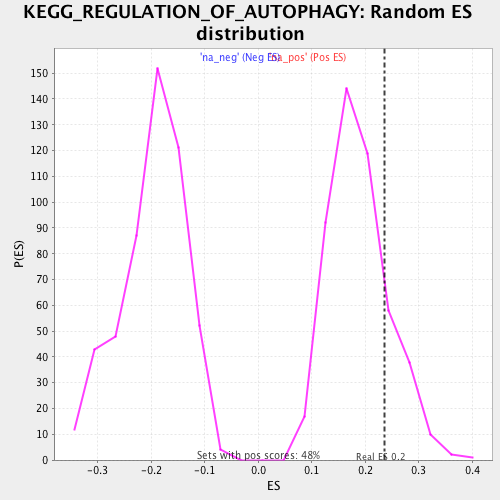 KEGG_REGULATION_OF_AUTOPHAGY: Random ES
distribution
'na_neg' (Neg ES) 'na_pos' (Pos ES)
150
140
130
120
110
100
90
80
70
60
50
40
30
20
10
0
P(ES)
Sets with pos scores: 48%
Real ES 0.2
-0.3 -0.2 -0.1 0.0 0.1 0.2 0.3 0.4
ES